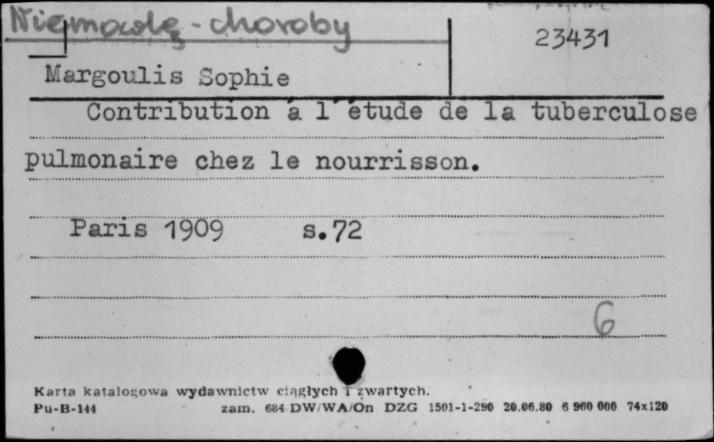 Niemowlę - choroby
23431
Margoulis Sophie
Contribution à l'étude de la tuberculose
pulmonaire chez le nourrisson.
Paris 1909 s.72
6
Karta katalogowa wydawnictw ciągłych i zwartych.
Pu-B-144 zam. 684 DW/WA/On DZG 1501-1-290 20.06.80 6 960 000 74x120